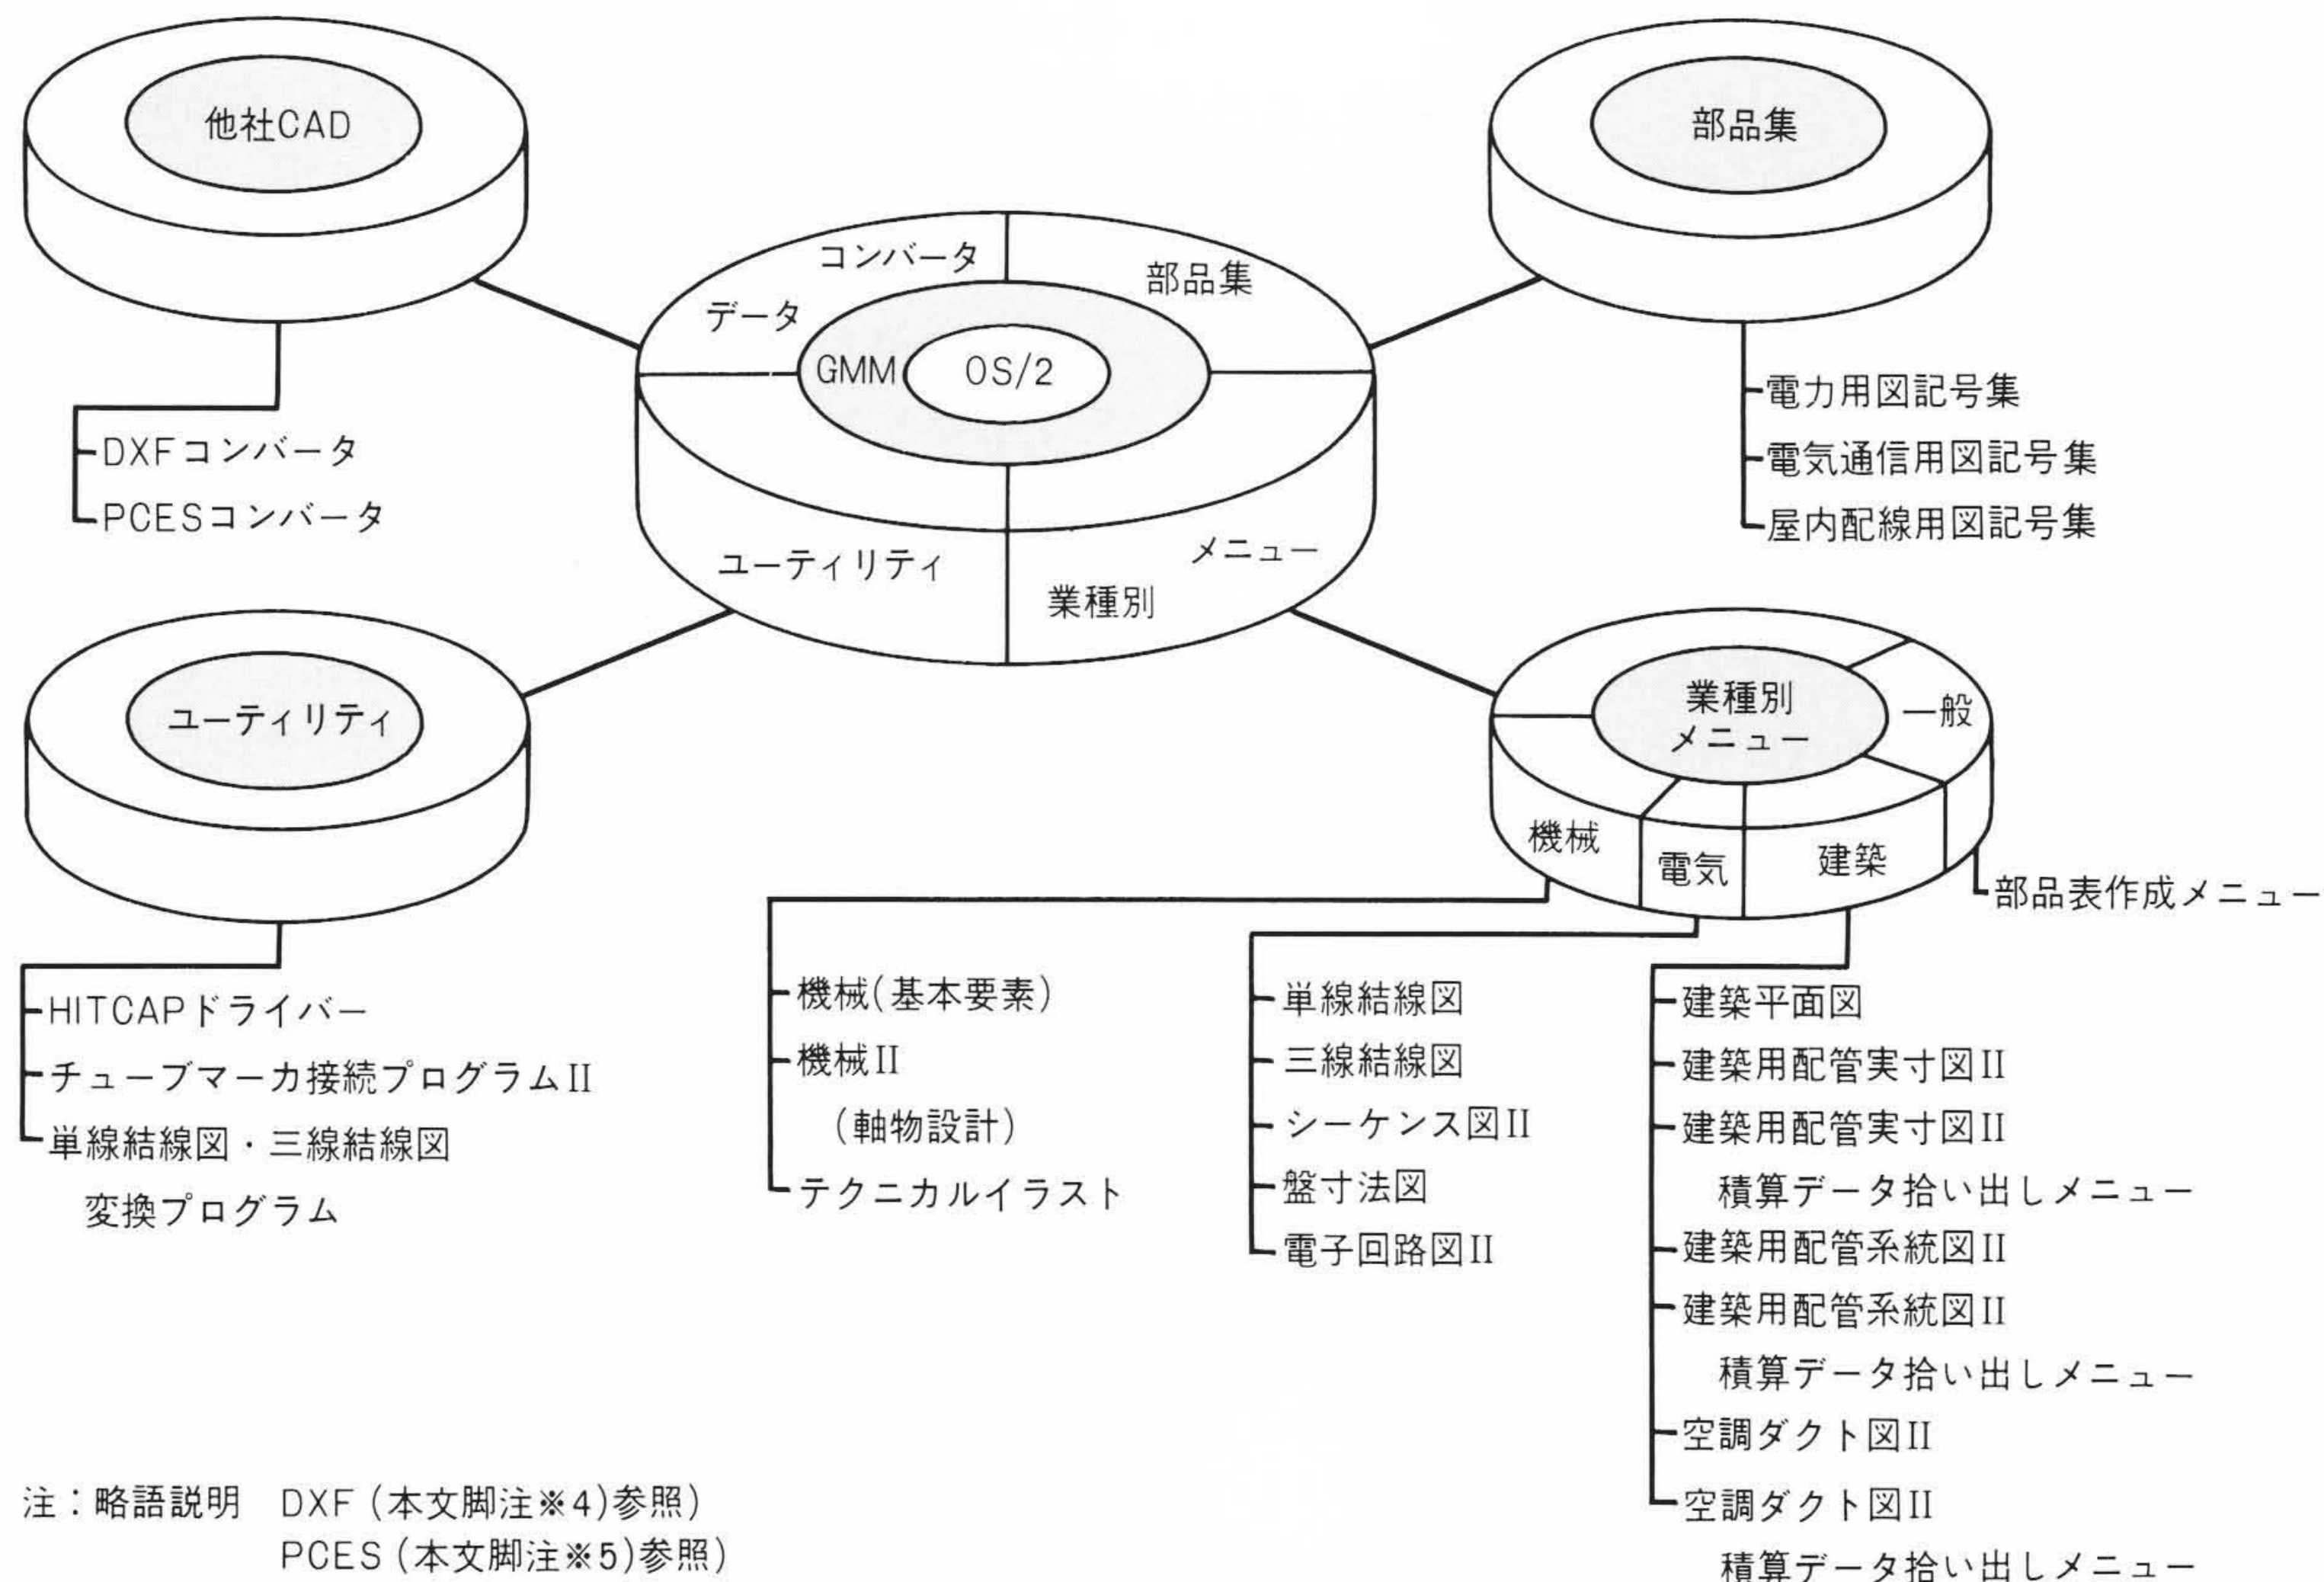 他社CAD
DXFコンバータ
PCESコンバータ
コンバータ
データ
部品集
GMM
OS/2
ユーティリティ
メニュー
業種別
部品集
電力用図記号集
電気通信用図記号集
屋内配線用図記号集
ユーティリティ
HITCAPドライバー
チューブマーカ接続プログラムII
単線結線図・三線結線図
変換プログラム
業種別
メニュー
一般
機械
電気
建築
部品表作成メニュー
機械(基本要素)
機械II
(軸物設計)
テクニカルイラスト
単線結線図
三線結線図
シーケンス図II
盤寸法図
電子回路図II
建築平面図
建築用配管実寸図II
建築用配管実寸図II
積算データ拾い出しメニュー
建築用配管系統図II
建築用配管系統図II
積算データ拾い出しメニュー
空調ダクト図II
空調ダクト図II
積算データ拾い出しメニュー
注：略語説明　DXF (本文脚注※4)参照)
PCES (本文脚注※5)参照)